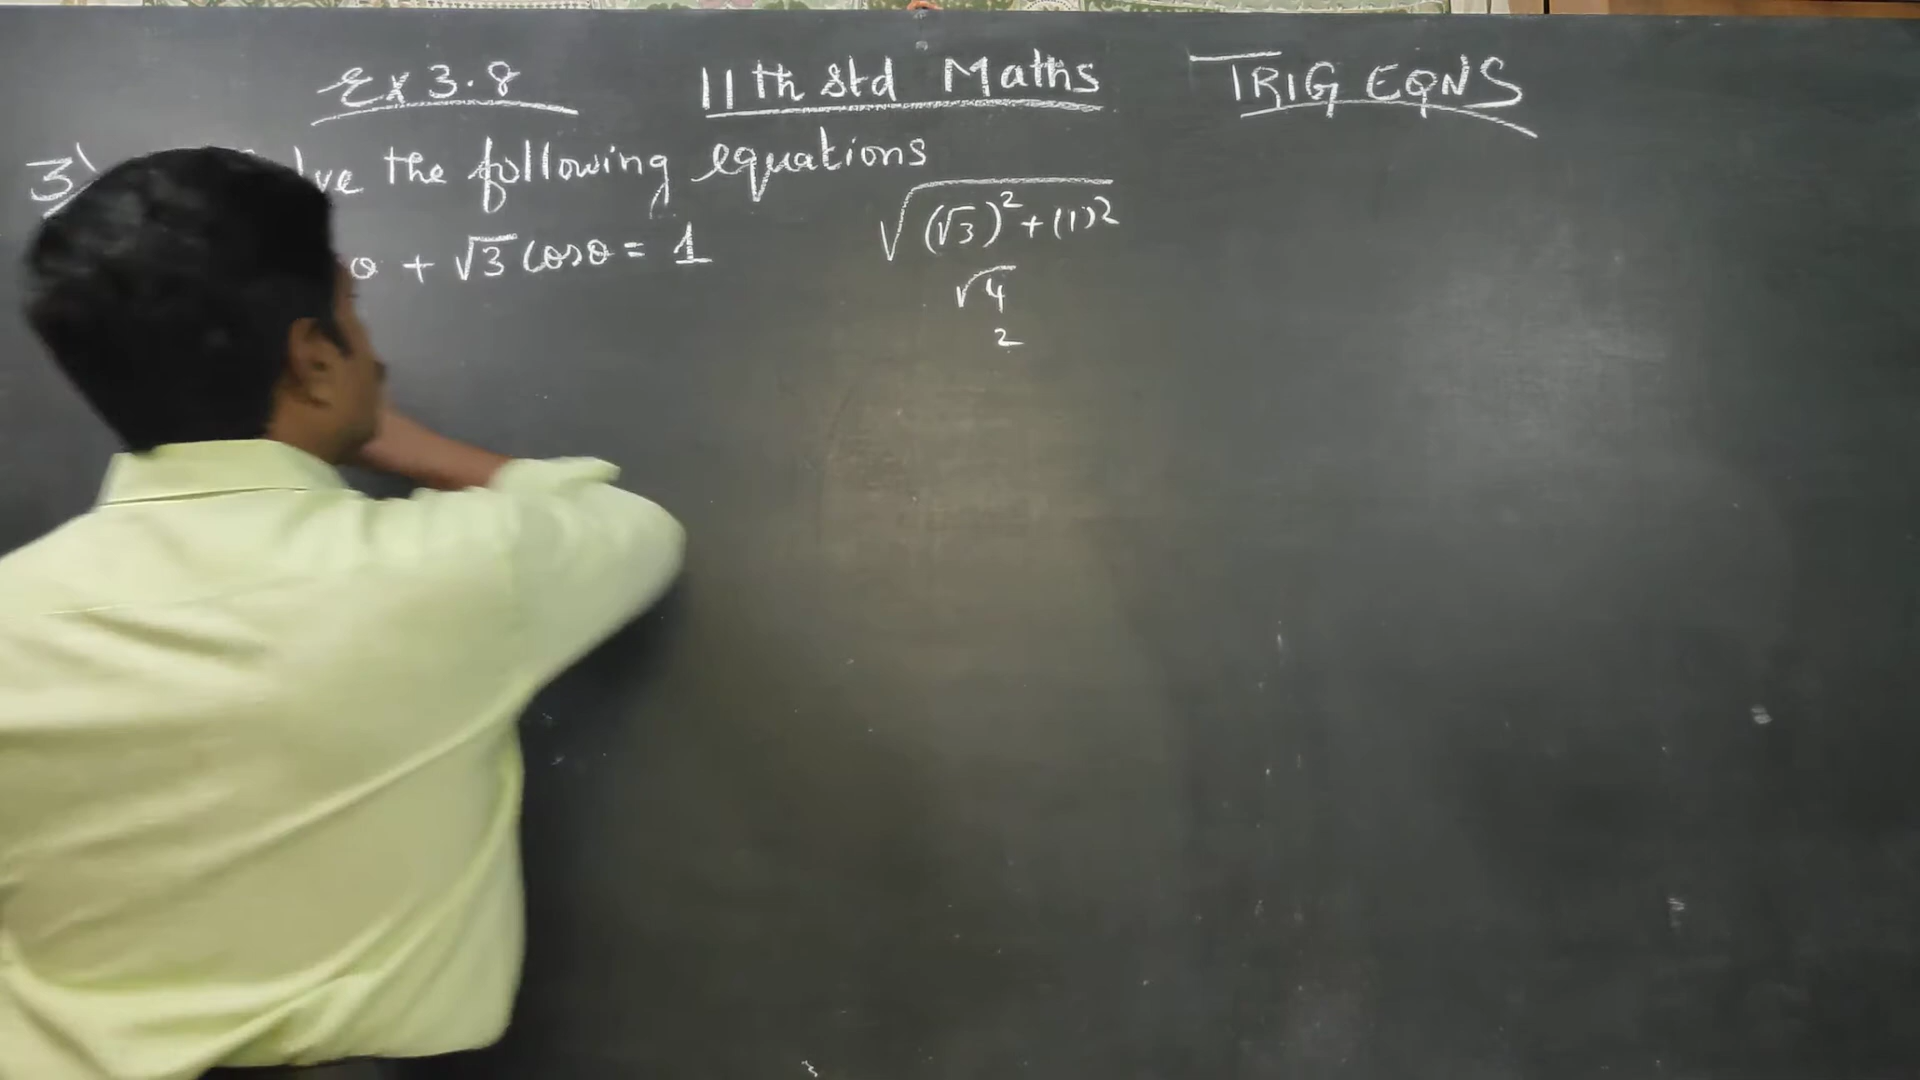 Ex 3.8 11th std Maths TRIG EQNS
3) the following equations
θ + √3 cosθ = 1
√((√3)² + (1)²
√4
2